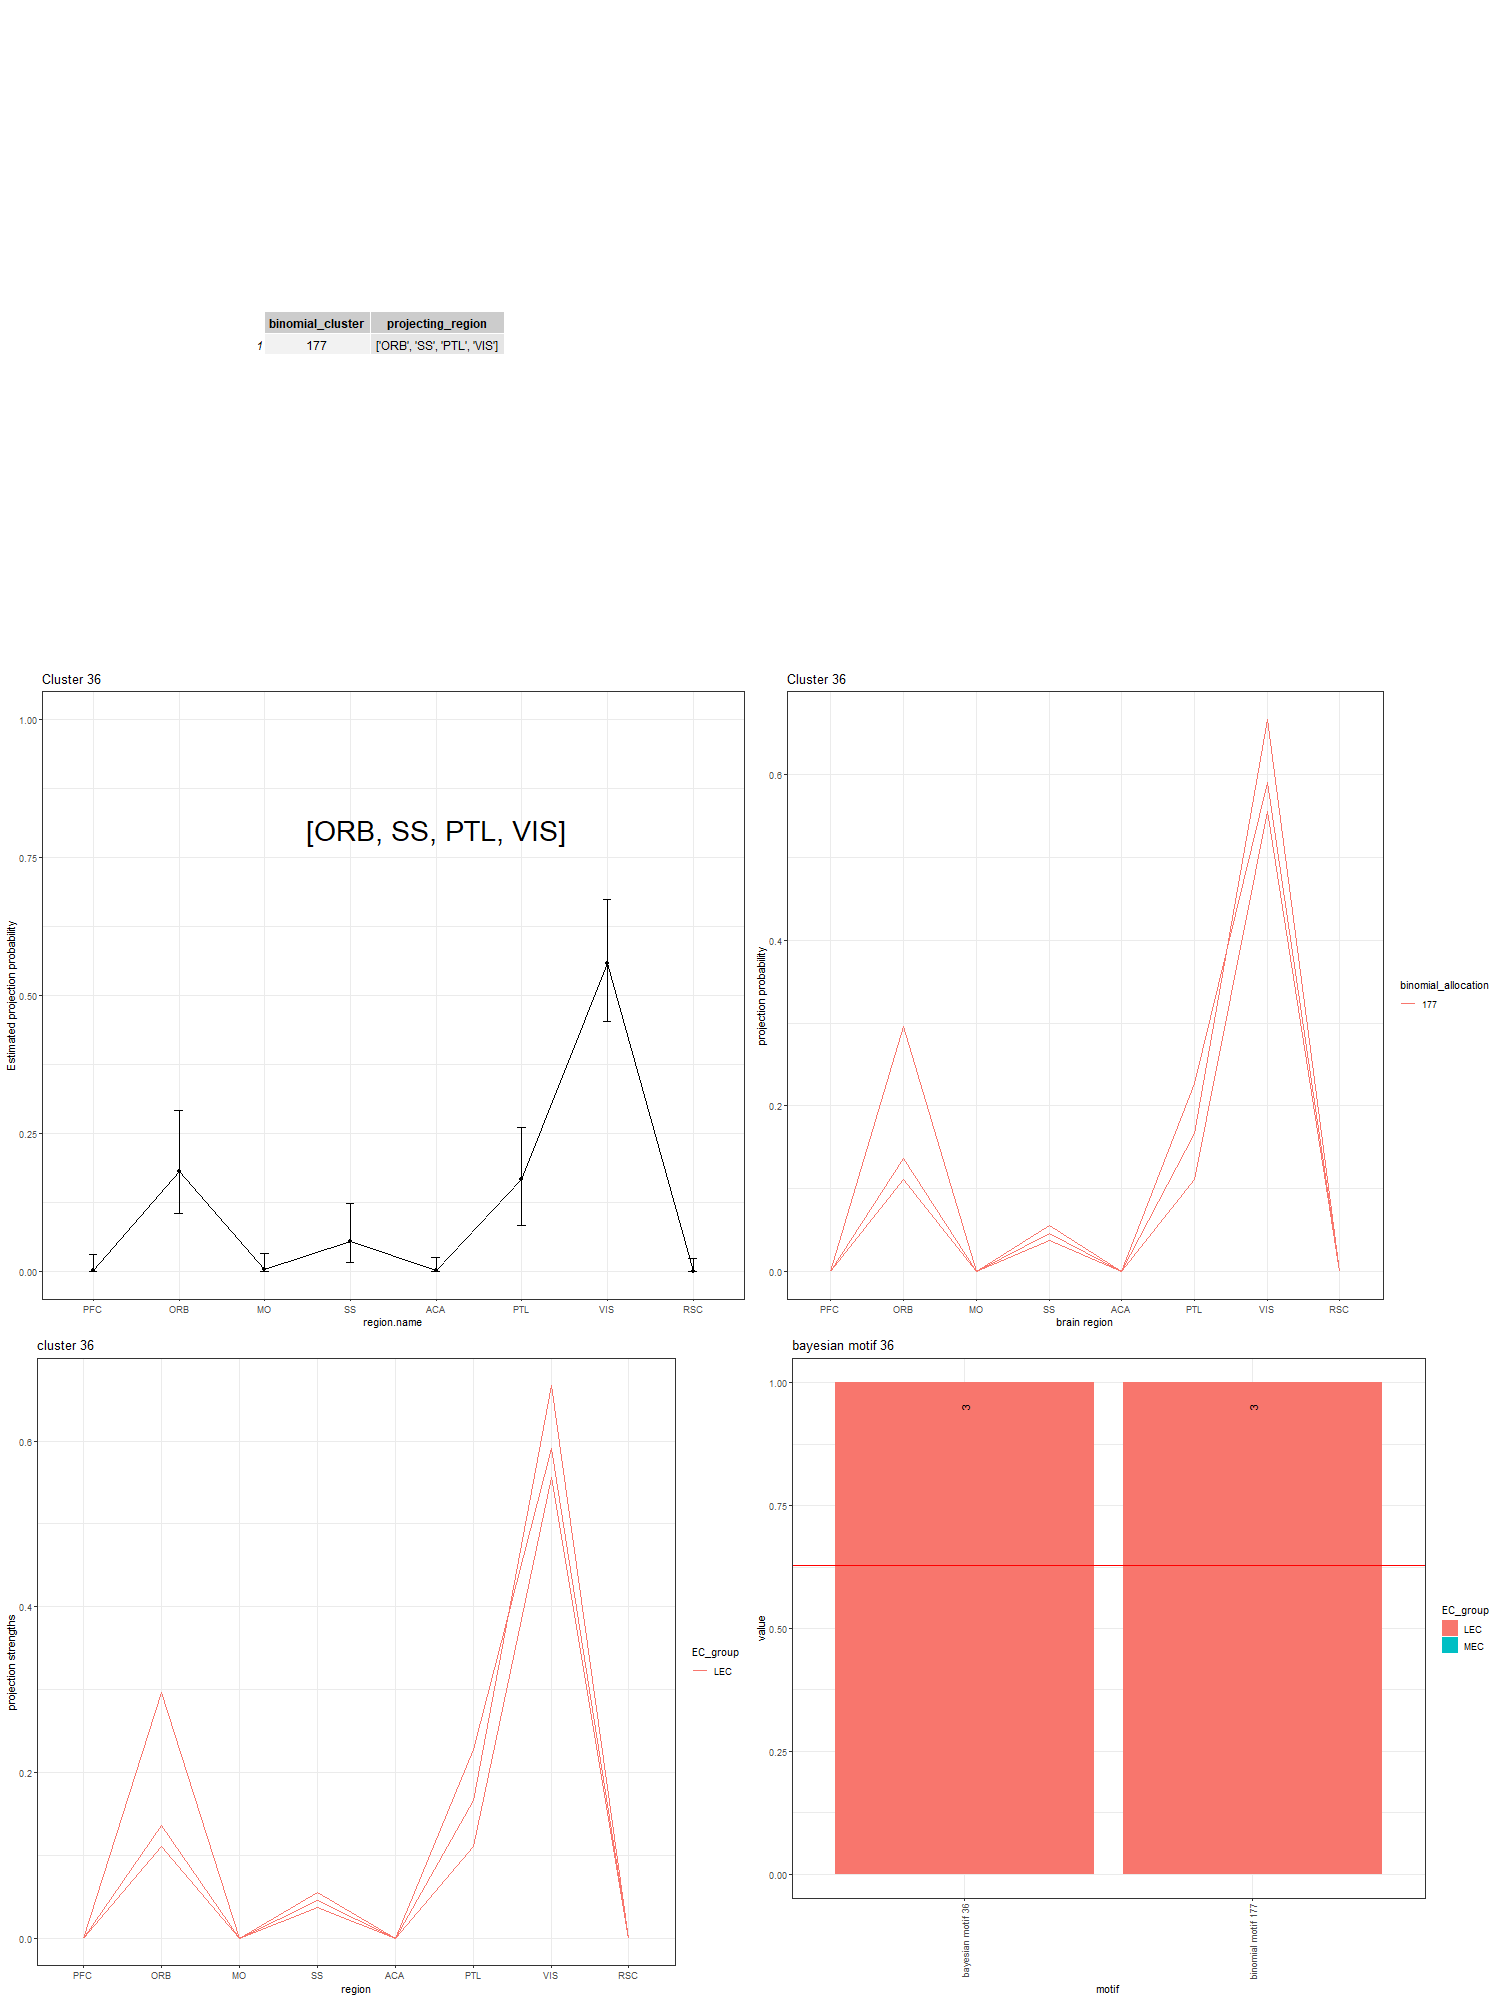 binomial_cluster projecting_region
1 177 ['ORB', 'SS', 'PTL', 'VIS']
Cluster 36
Estimated projection probability
1.00
0.75
0.50
0.25
0.00
[ORB, SS, PTL, VIS]
PFC ORB MO SS ACA PTL VIS RSC
region.name
Cluster 36
projection probability
0.6
0.4
0.2
0.0
PFC ORB MO SS ACA PTL VIS RSC
brain region
binomial_allocation
177
cluster 36
projection strengths
0.6
0.4
0.2
0.0
PFC ORB MO SS ACA PTL VIS RSC
region
EC_group
LEC
bayesian motif 36
value
1.00
0.75
0.50
0.25
0.00
3
3
bayesian motif 36
binomial motif 177
motif
EC_group
LEC
MEC